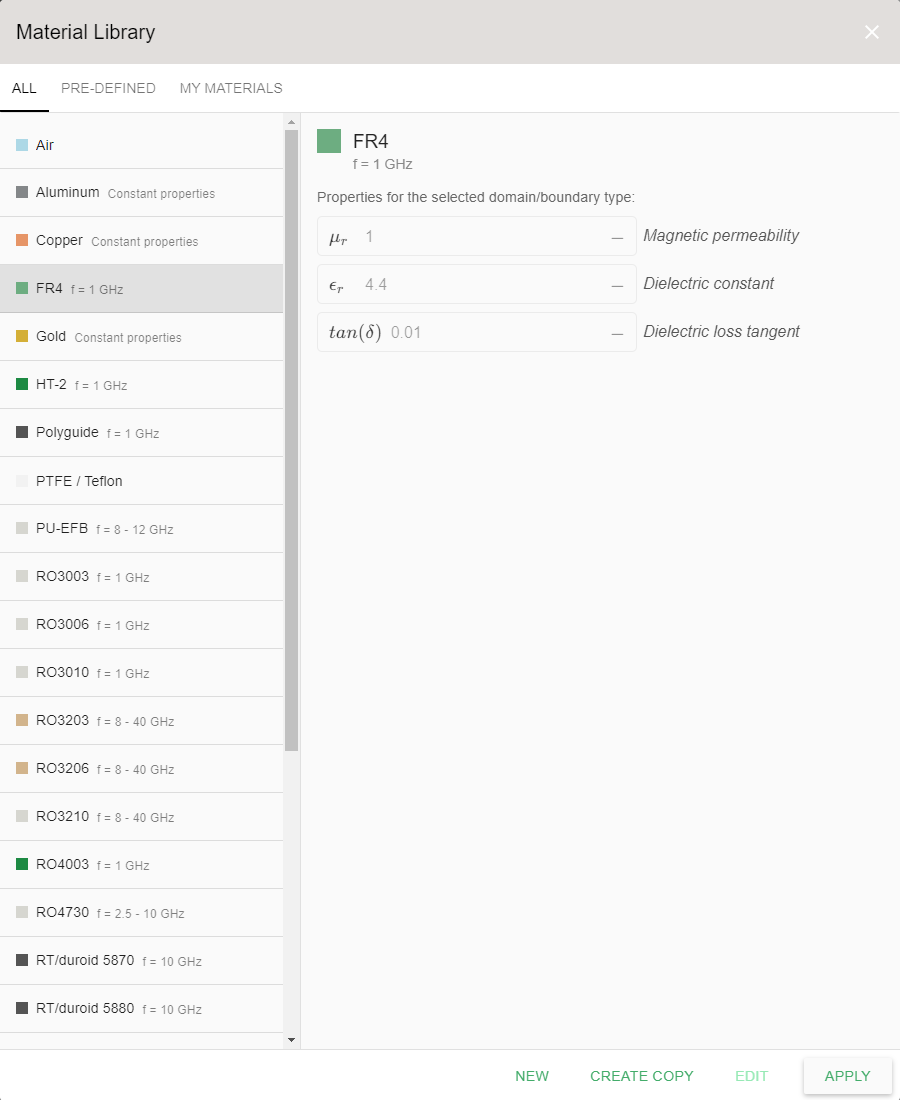 Material Library
ALL PRE-DEFINED MY MATERIALS
Air
Aluminum Constant properties
Copper Constant properties
FR4 f = 1 GHz
Gold Constant properties
HT-2 f = 1 GHz
Polyguide f = 1 GHz
PTFE / Teflon
PU-EFB f = 8 - 12 GHz
RO3003 f = 1 GHz
RO3006 f = 1 GHz
RO3010 f = 1 GHz
RO3203 f = 8 - 40 GHz
RO3206 f = 8 - 40 GHz
RO3210 f = 8 - 40 GHz
RO4003 f = 1 GHz
RO4730 f = 2.5 - 10 GHz
RT/duroid 5870 f = 10 GHz
RT/duroid 5880 f = 10 GHz
FR4
f = 1 GHz
Properties for the selected domain/boundary type:
μr 1 – Magnetic permeability
ϵr 4.4 – Dielectric constant
tan(δ) 0.01 – Dielectric loss tangent
NEW CREATE COPY EDIT APPLY